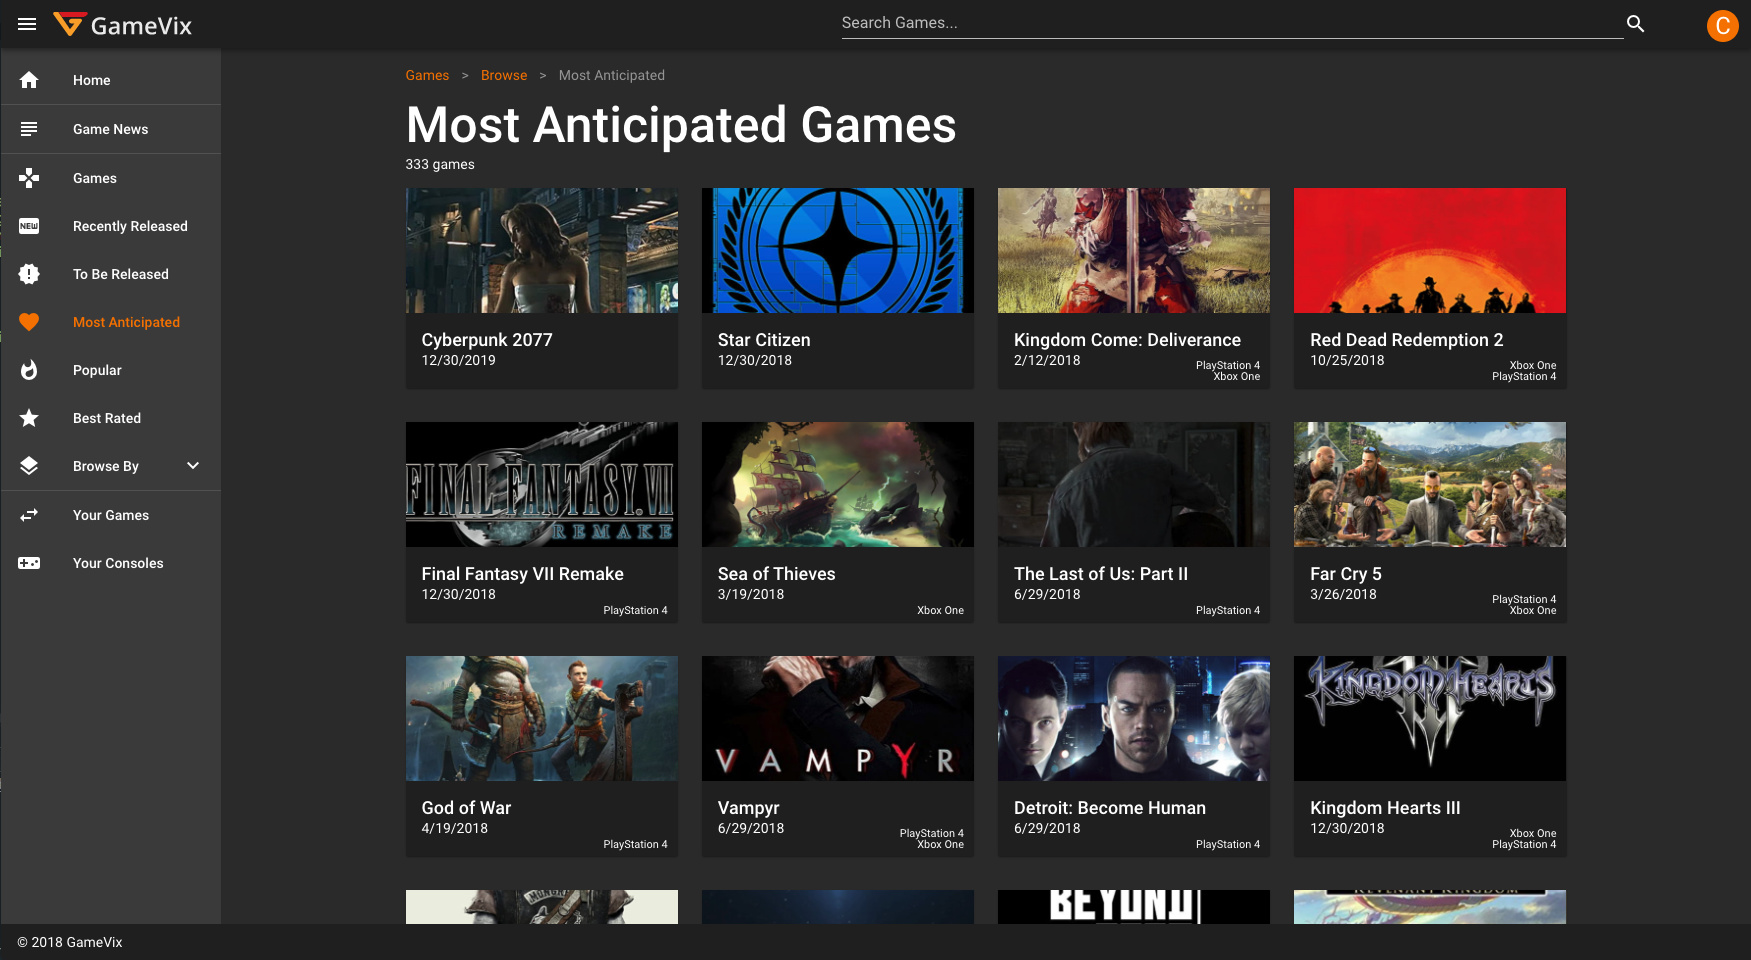 GameVix
Search Games...
C
Home
Game News
Games
NEW
Recently Released
To Be Released
Most Anticipated
Popular
Best Rated
Browse By
Your Games
Your Consoles
Games > Browse > Most Anticipated
Most Anticipated Games
333 games
Cyberpunk 2077
12/30/2019
Star Citizen
12/30/2018
Kingdom Come: Deliverance
2/12/2018
PlayStation 4
Xbox One
Red Dead Redemption 2
10/25/2018
Xbox One
PlayStation 4
FINAL FANTASY VII
REMAKE
Final Fantasy VII Remake
12/30/2018
PlayStation 4
Sea of Thieves
3/19/2018
Xbox One
The Last of Us: Part II
6/29/2018
PlayStation 4
Far Cry 5
3/26/2018
PlayStation 4
Xbox One
God of War
4/19/2018
PlayStation 4
VAMPYR
Vampyr
6/29/2018
PlayStation 4
Xbox One
Detroit: Become Human
6/29/2018
PlayStation 4
KINGDOM HEARTS
III
Kingdom Hearts III
12/30/2018
Xbox One
PlayStation 4
BEYOND
REVENANT KINGDOM
© 2018 GameVix